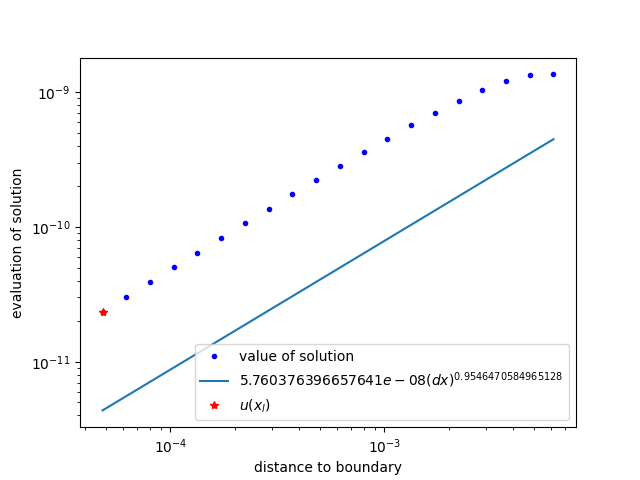 10⁻⁹
10⁻¹⁰
10⁻¹¹
evaluation of solution
value of solution
5.760376396657641e − 08(dx)^0.9546470584965128
u(x_l)
10⁻⁴
10⁻³
distance to boundary